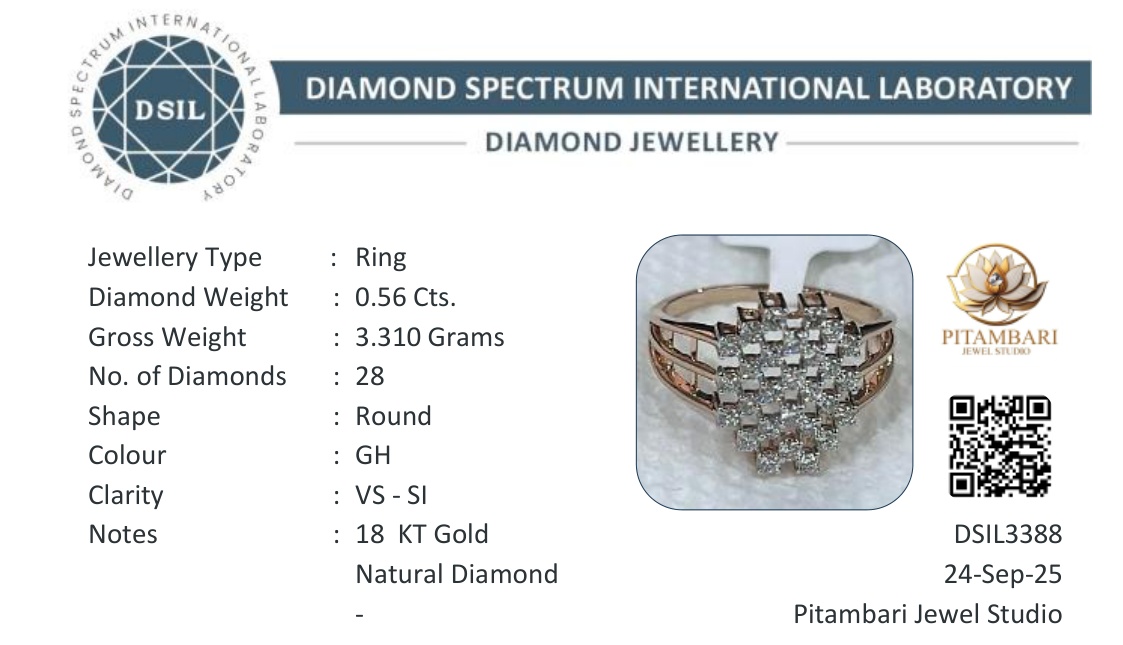 DIAMOND SPECTRUM INTERNATIONAL LABORATORY
DSIL
DIAMOND SPECTRUM INTERNATIONAL LABORATORY
DIAMOND JEWELLERY
Jewellery Type : Ring
Diamond Weight : 0.56 Cts.
Gross Weight : 3.310 Grams
No. of Diamonds : 28
Shape : Round
Colour : GH
Clarity : VS - SI
Notes : 18 KT Gold
Natural Diamond
-
PITAMBARI
JEWEL STUDIO
DSIL3388
24-Sep-25
Pitambari Jewel Studio